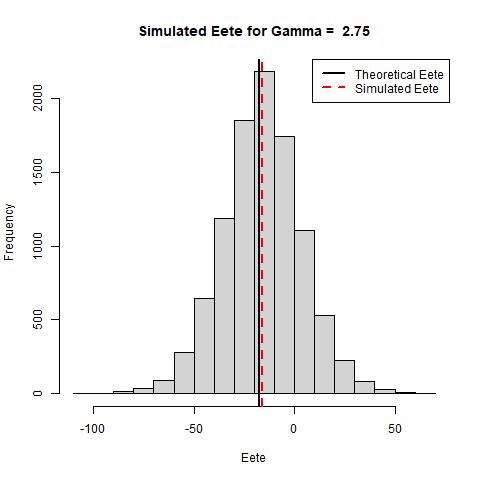 Simulated Eete for Gamma =  2.75
Theoretical Eete
Simulated Eete
Frequency
2000
1500
1000
500
0
-100
-50
0
50
Eete